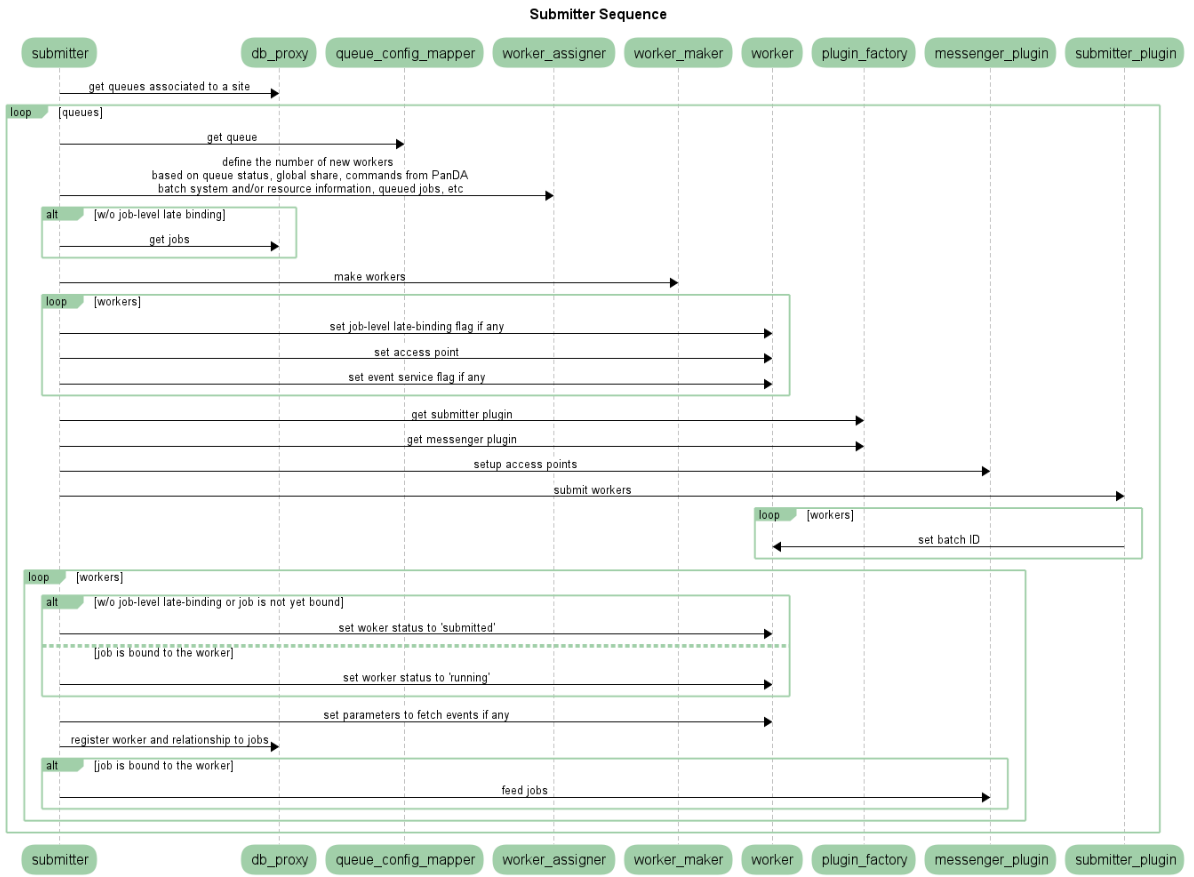 Submitter Sequence
submitter
db_proxy
queue_config_mapper
worker_assigner
worker_maker
worker
plugin_factory
messenger_plugin
submitter_plugin
get queues associated to a site
loop
[queues]
get queue
define the number of new workers
based on queue status, global share, commands from PanDA
batch system and/or resource information, queued jobs, etc
alt
[w/o job-level late binding]
get jobs
make workers
loop
[workers]
set job-level late-binding flag if any
set access point
set event service flag if any
get submitter plugin
get messenger plugin
setup access points
submit workers
loop
[workers]
set batch ID
loop
[workers]
alt
[w/o job-level late-binding or job is not yet bound]
set woker status to 'submitted'
[job is bound to the worker]
set worker status to 'running'
set parameters to fetch events if any
register worker and relationship to jobs
alt
[job is bound to the worker]
feed jobs
submitter
db_proxy
queue_config_mapper
worker_assigner
worker_maker
worker
plugin_factory
messenger_plugin
submitter_plugin